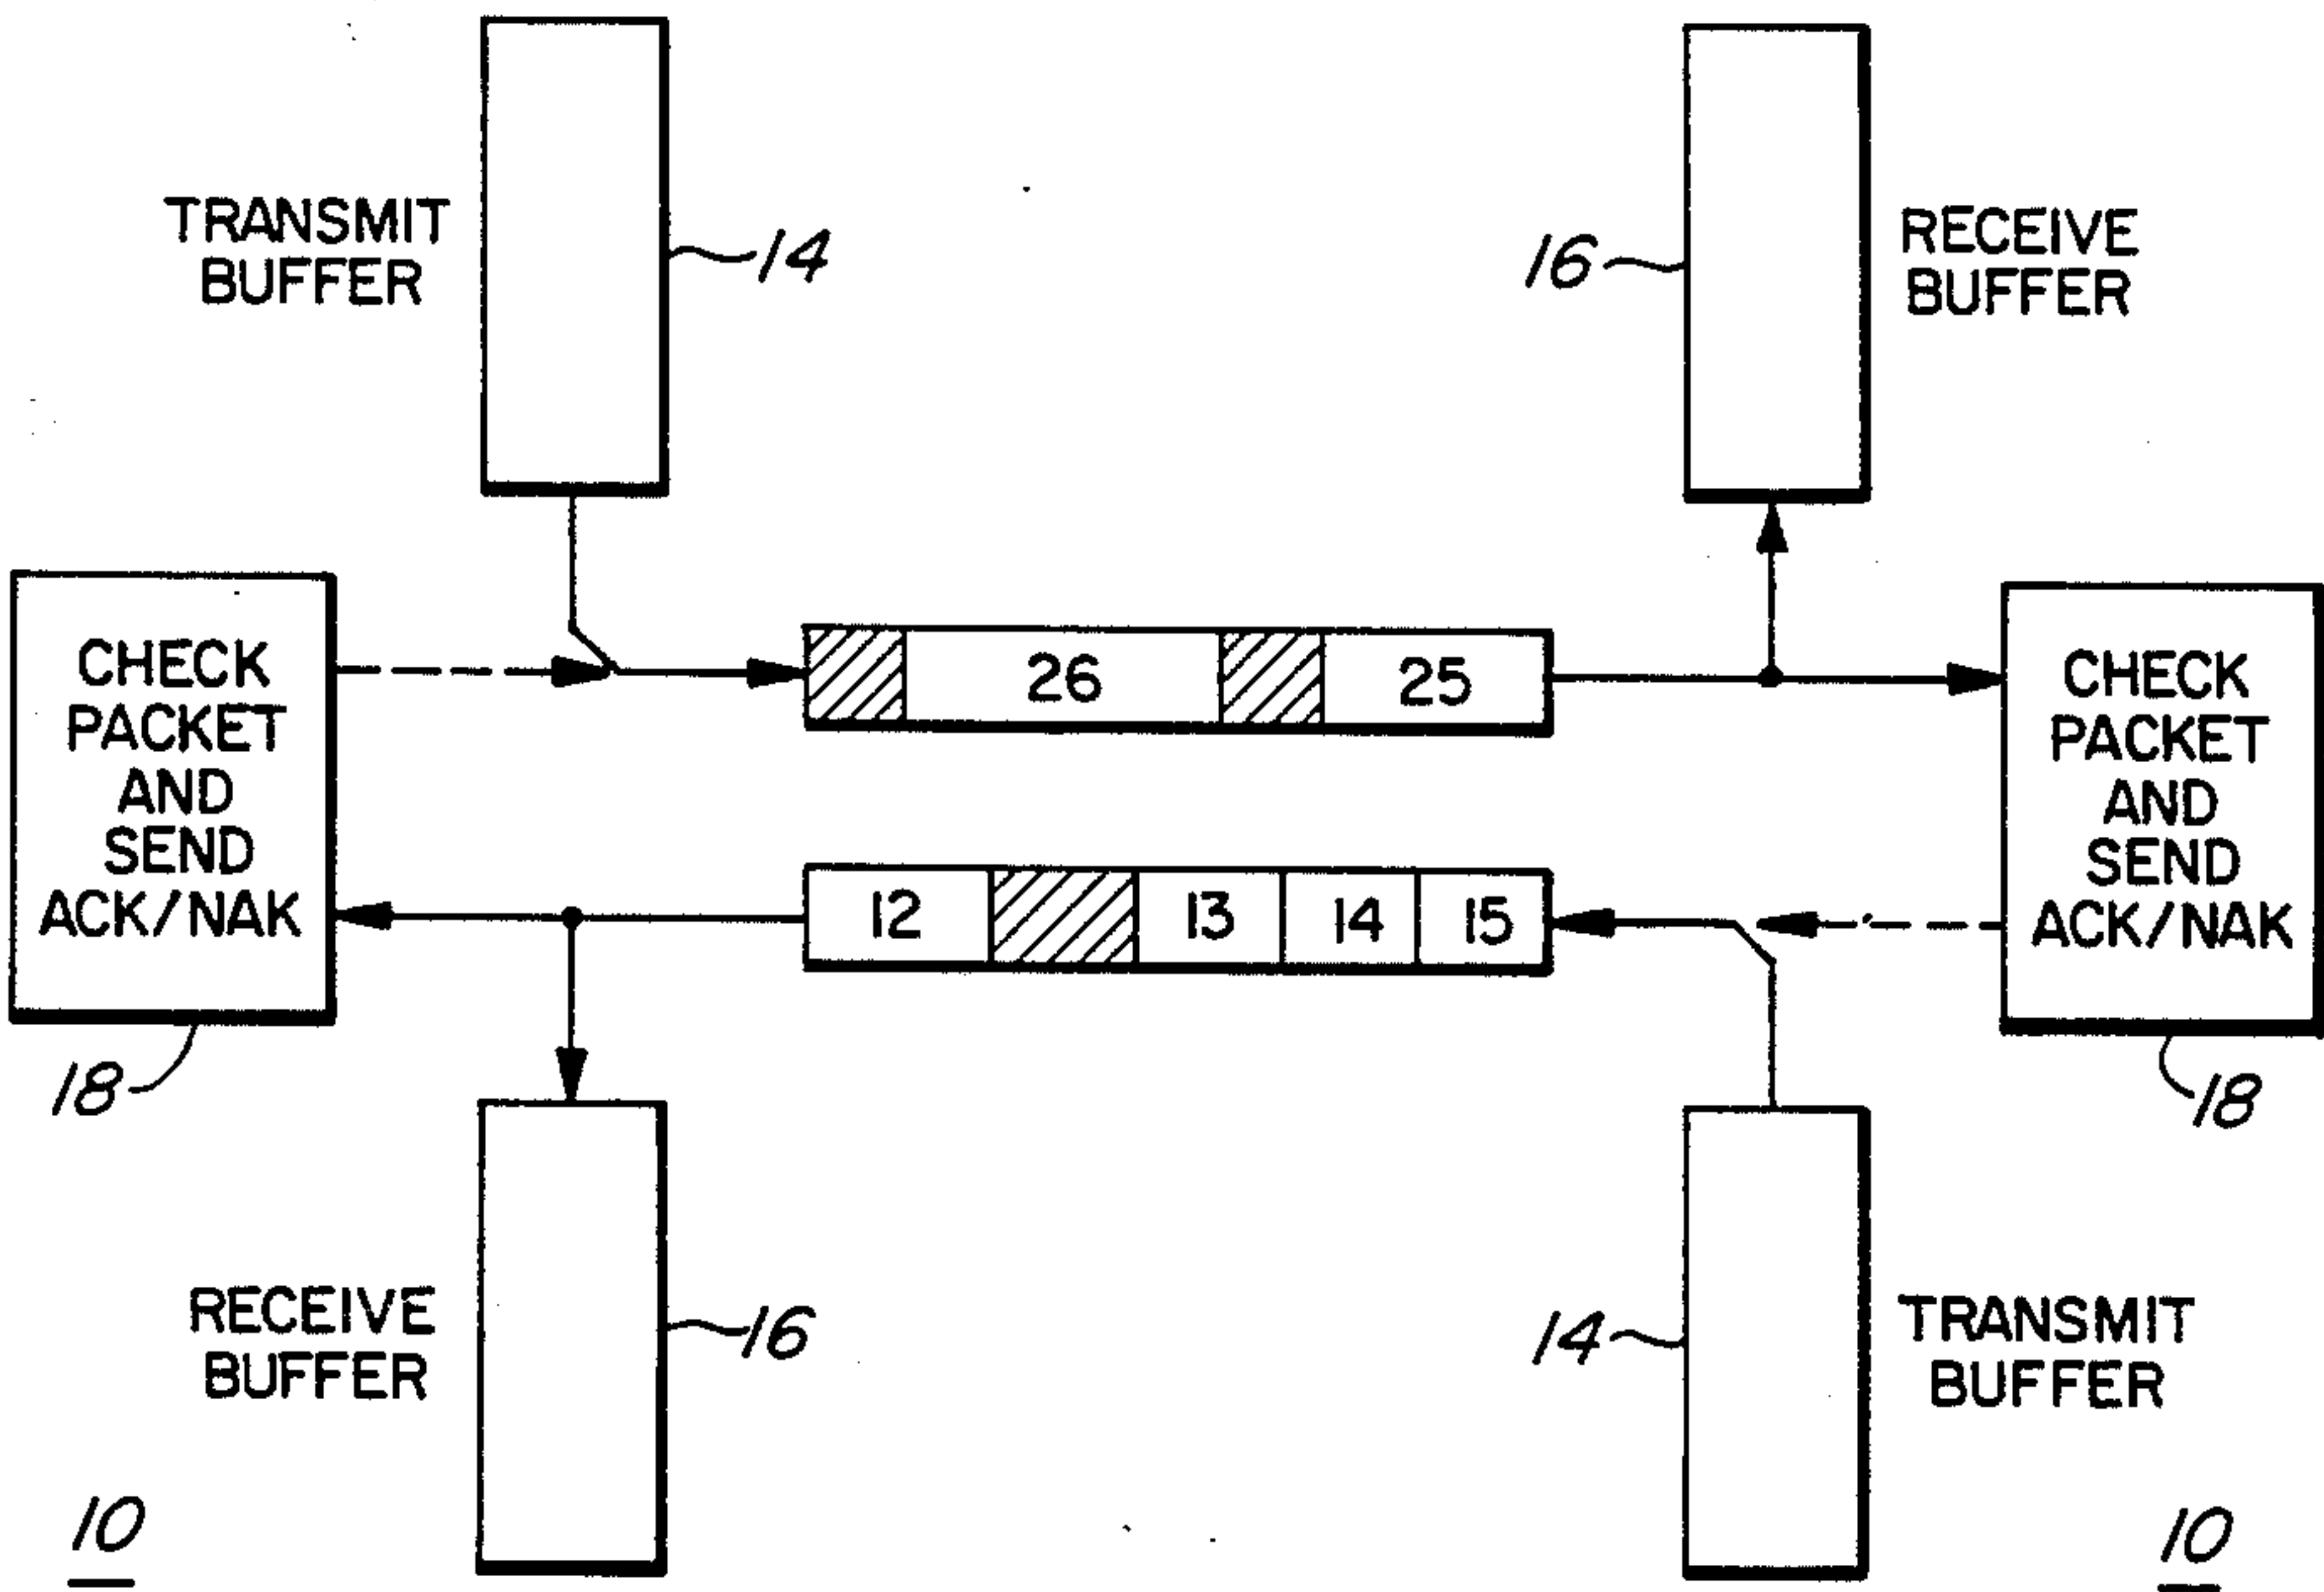 TRANSMIT
BUFFER
14
16
RECEIVE
BUFFER
CHECK
PACKET
AND
SEND
ACK/NAK
18
26
25
12
13
14
15
CHECK
PACKET
AND
SEND
ACK/NAK
18
RECEIVE
BUFFER
16
14
TRANSMIT
BUFFER
10
10